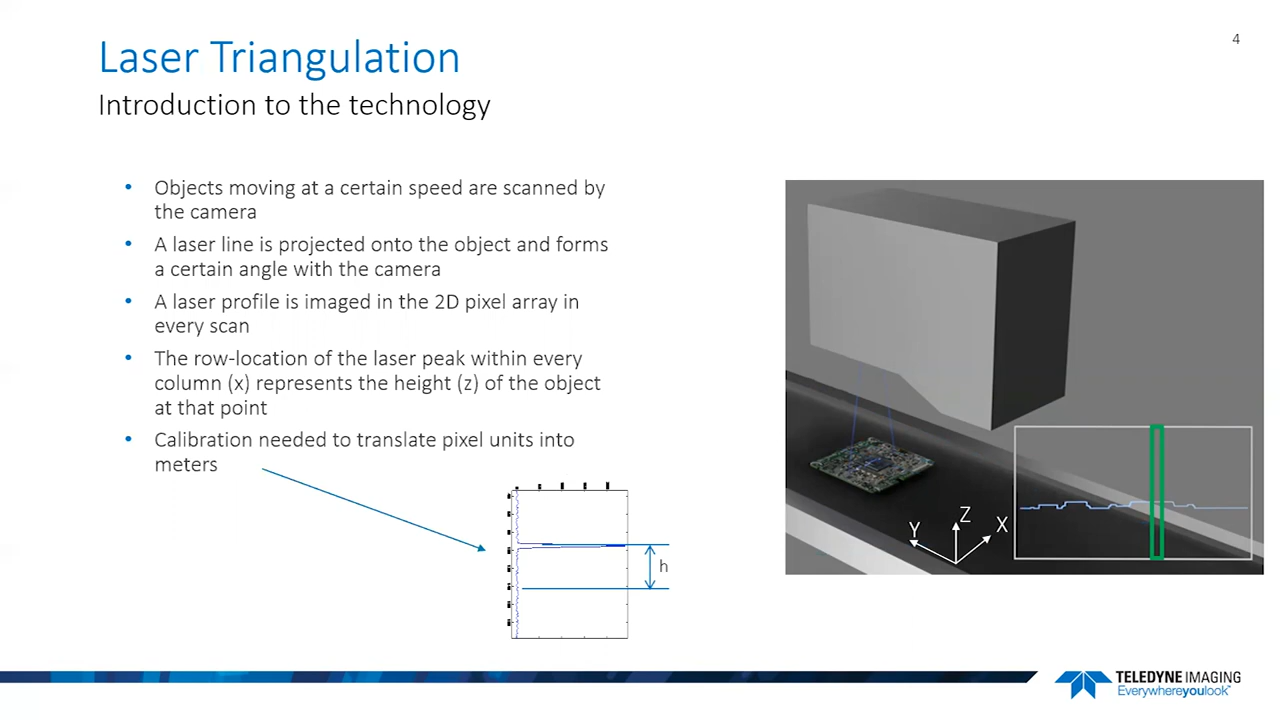 4
Laser Triangulation
Introduction to the technology
• Objects moving at a certain speed are scanned by
the camera
• A laser line is projected onto the object and forms
a certain angle with the camera
• A laser profile is imaged in the 2D pixel array in
every scan
• The row-location of the laser peak within every
column (x) represents the height (z) of the object
at that point
• Calibration needed to translate pixel units into
meters
h
Y
Z
X
TELEDYNE IMAGING
Everywhereyoulook™